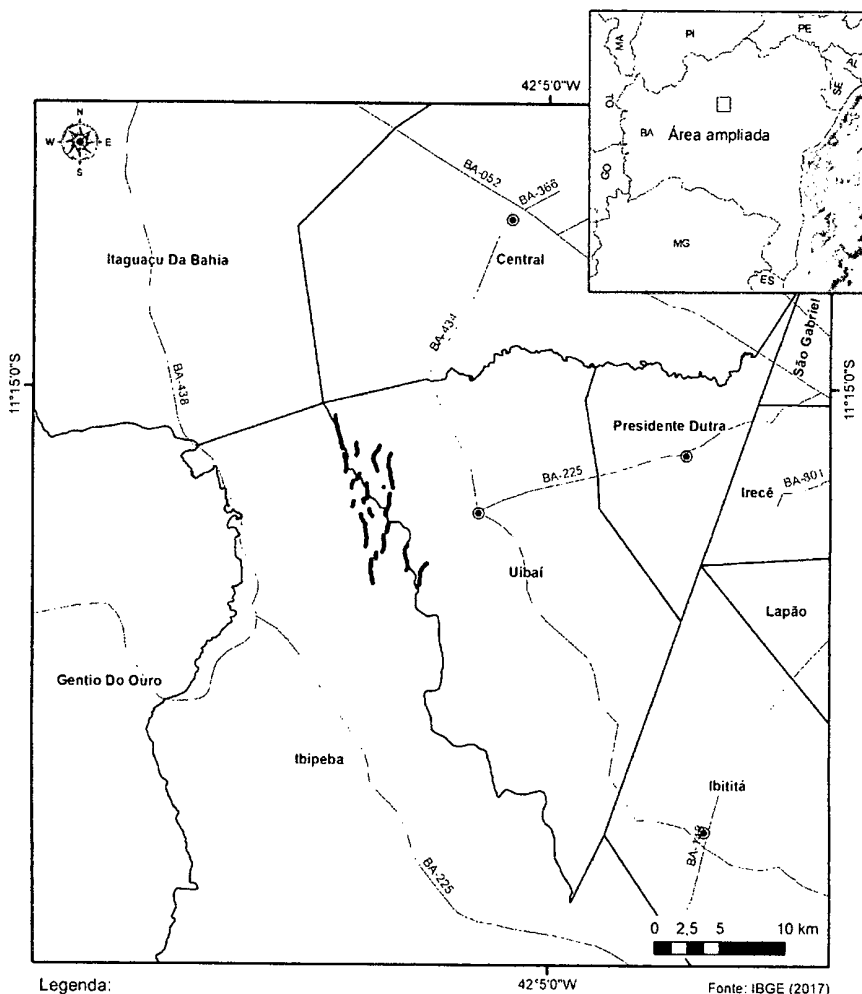 MA
PI
PE
AL
SE
TO
BA
Área ampliada
GO
MG
ES
42°5'0"W
N
W
E
S
BA-052
BA-366
Itaguaçu Da Bahia
Central
BA-434
São Gabriel
11°15'0"S
11°15'0"S
BA-438
Presidente Dutra
BA-225
Irecê
BA-801
Uibaí
Lapão
Gentio Do Ouro
Ibipeba
Ibititá
BA-225
0 2,5 5 10 km
Legenda:
42°5'0"W
Fonte: IBGE (2017)